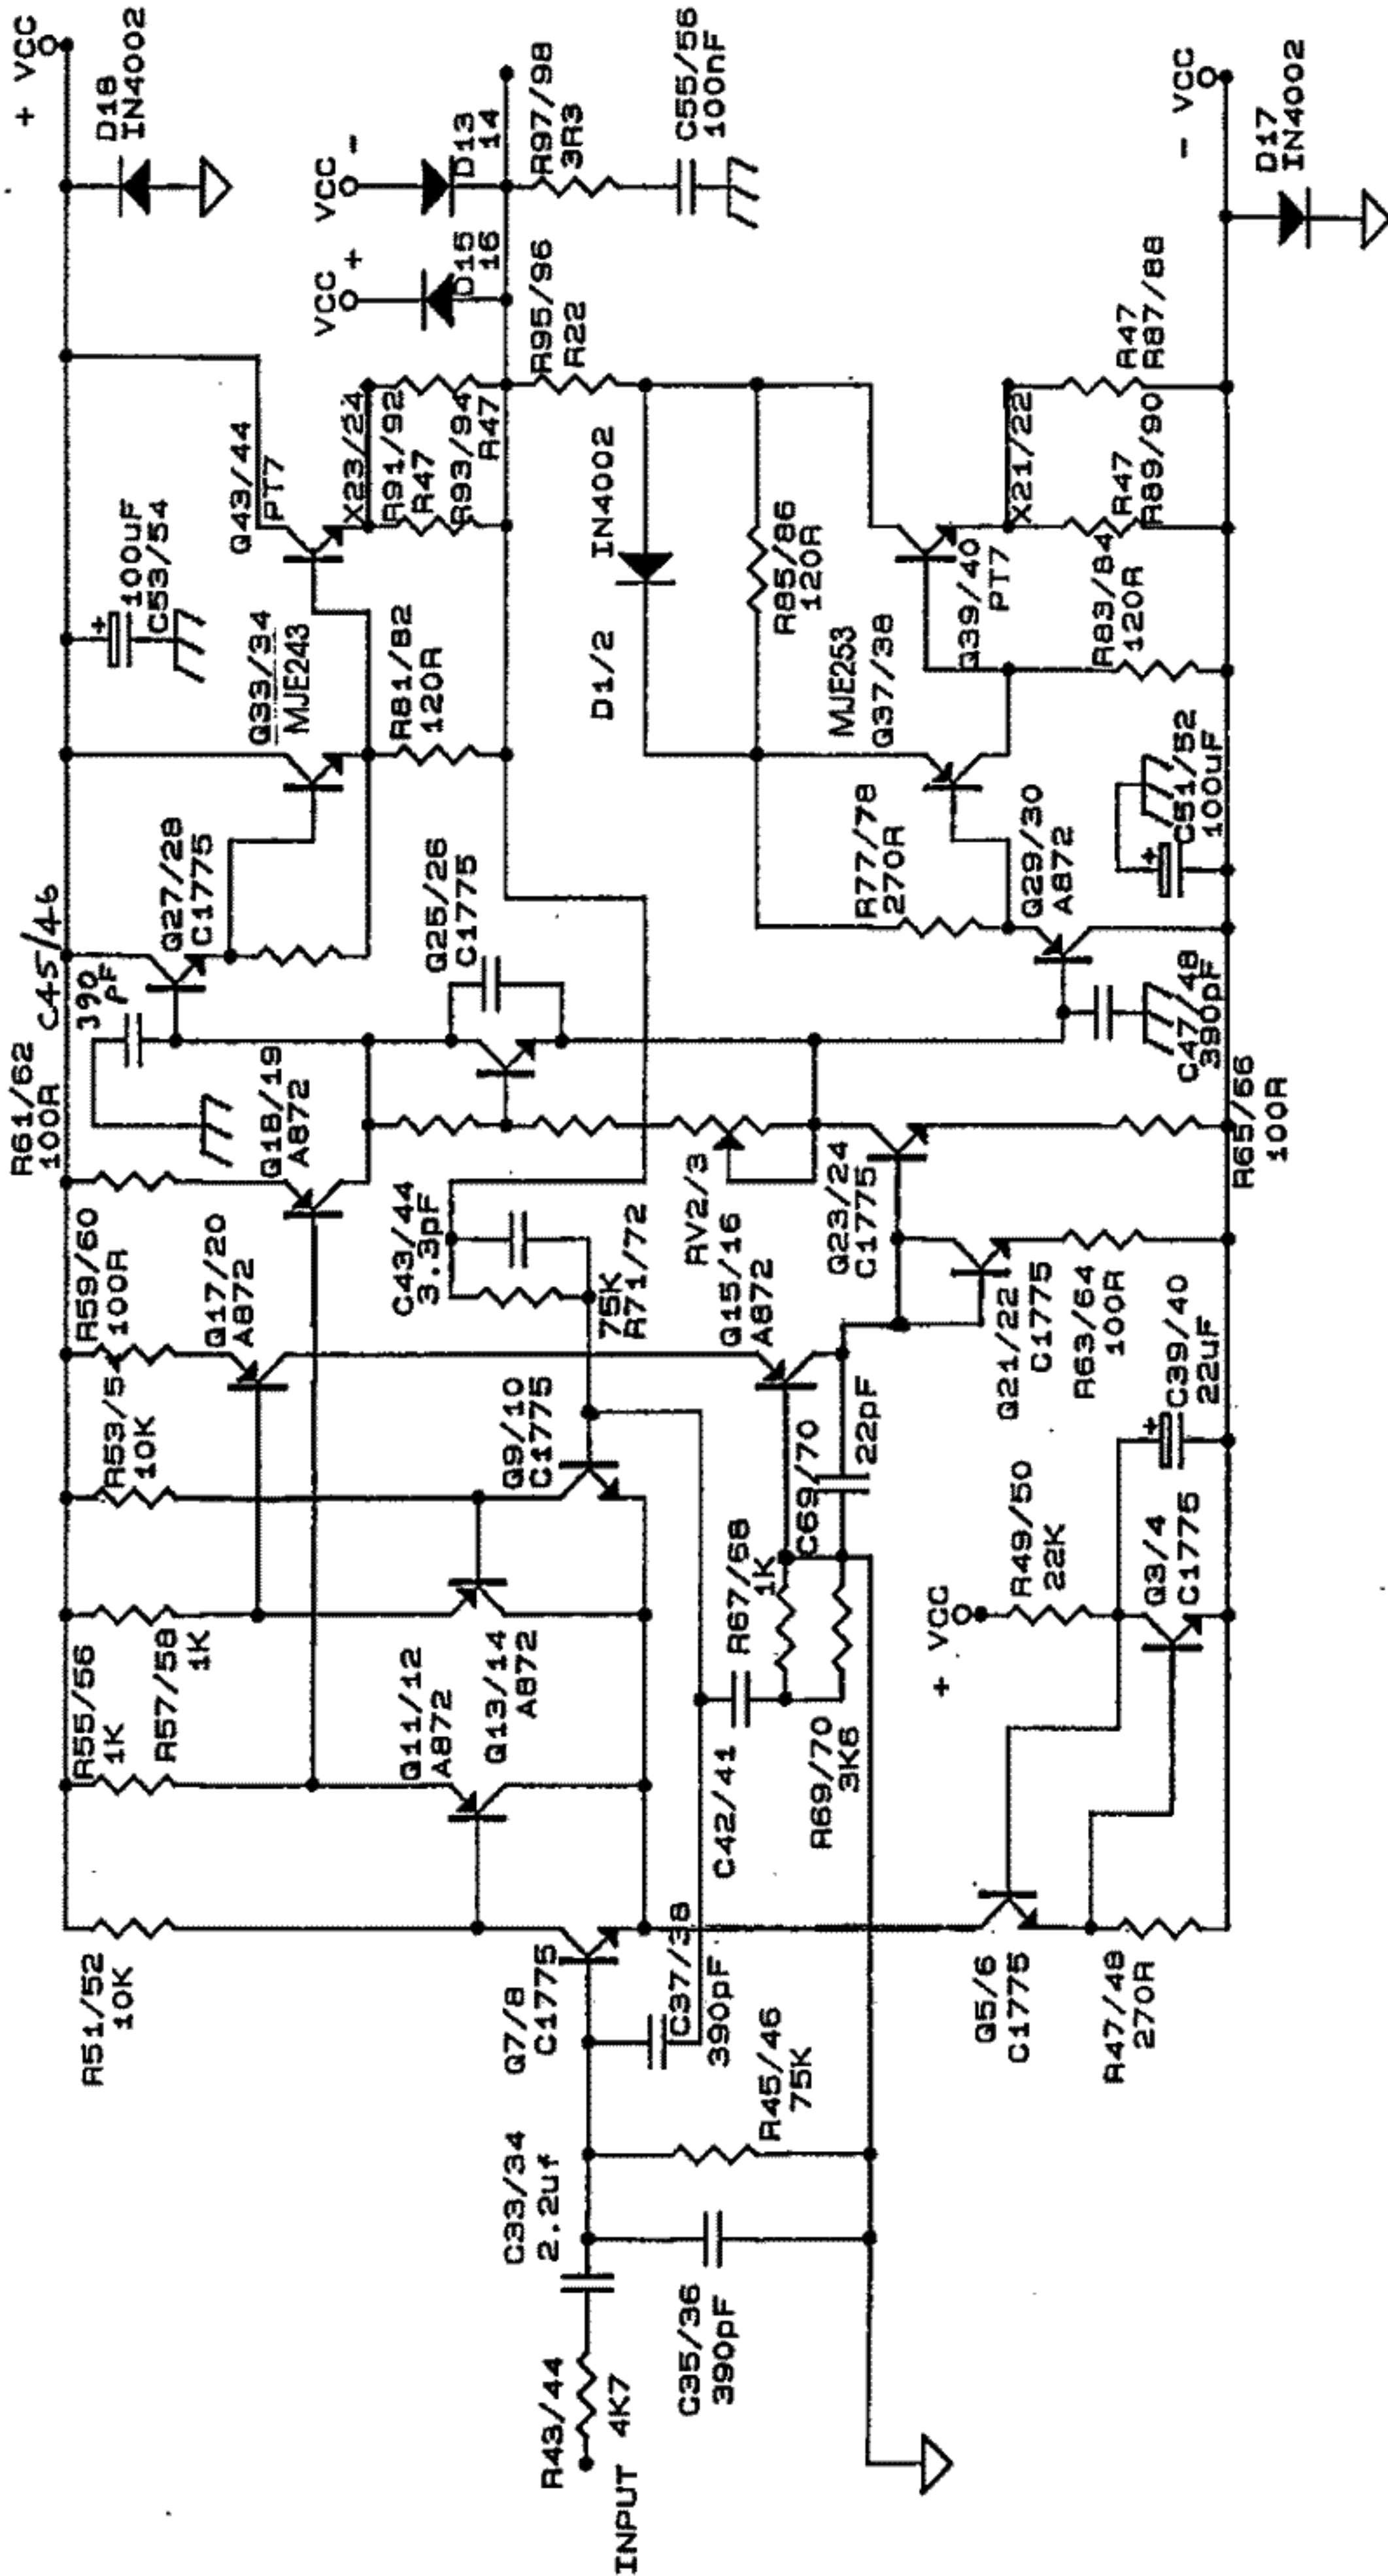 + VCC
D18
IN4002
VCC
+
VCC
-
D15
16
D13
14
R97/98
3R3
C55/56
100nF
- VCC
D17
IN4002
Q43/44
PT7
X23/24
R91/92
R47
R93/94
R47
R95/96
R22
100uF
C53/54
+
Q33/34
MJE243
R81/82
120R
D1/2
IN4002
R85/86
120R
MJE253
Q37/38
Q39/40
PT7
X21/22
R47
R89/90
R47
R87/88
R83/84
120R
R61/62
100R
C45/46
390
pF
Q27/28
C1775
Q25/26
C1775
R77/78
270R
Q29/30
A872
+
C51/52
100uF
C47/48
390pF
R65/66
100R
Q18/19
A872
R59/60
100R
Q17/20
A872
C43/44
3.3pF
75K
R71/72
RV2/3
Q15/16
A872
Q23/24
C1775
Q21/22
C1775
R63/64
100R
C39/40
22uF
+
R53/54
10K
Q9/10
C1775
C69/70
22pF
R67/68
1K
R49/50
22K
+ VCC
Q3/4
C1775
R55/56
1K
R57/58
1K
Q11/12
A872
Q13/14
A872
C42/41
R69/70
3K6
R51/52
10K
Q7/8
C1775
C37/38
390pF
R45/46
75K
Q5/6
C1775
R47/48
270R
C33/34
2.2uf
C35/36
390pF
R43/44
INPUT 4K7